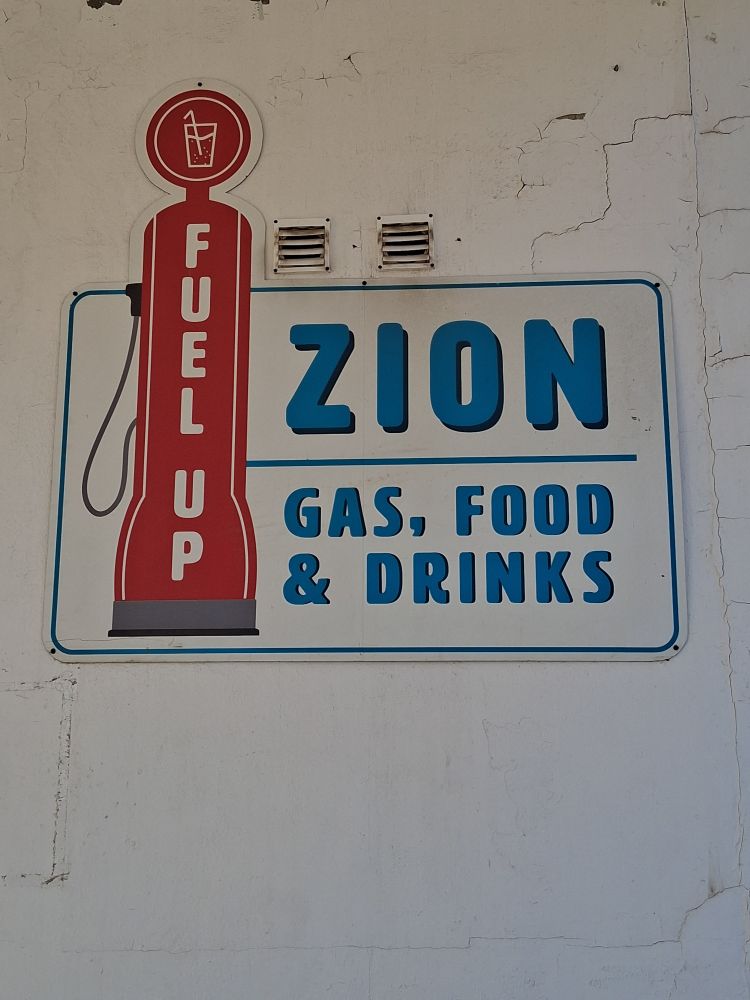 FUEL UP
ZION
GAS, FOOD
& DRINKS